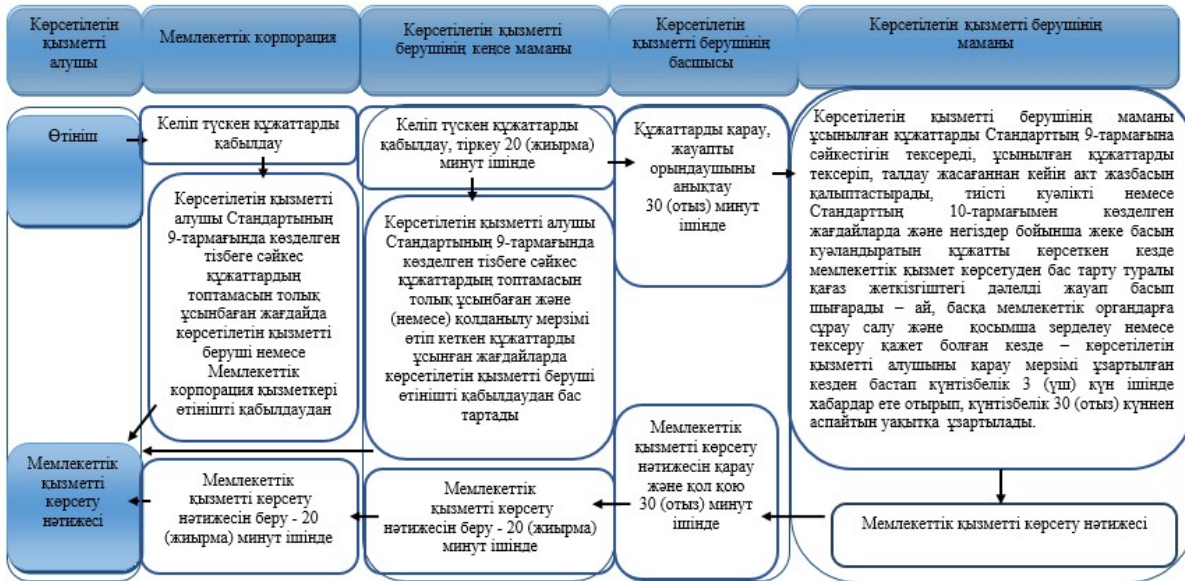 Көрсетілетін
қызметті
алушы
Мемлекеттік корпорация
Көрсетілетін қызметті
берушінің кеңсе маманы
Көрсетілетін
қызметті берушінің
басшысы
Көрсетілетін қызметті берушінің
маманы
Өтініш
Келіп түскен құжаттарды
қабылдау
Келіп түскен құжаттарды
қабылдау, тіркеу 20 (жиырма)
минут ішінде
Құжаттарды қарау,
жауапты
орындаушыны
анықтау
30 (отыз) минут
ішінде
Көрсетілетін қызметті берушінің маманы
ұсынылған құжаттарды Стандарттың 9-тармағына
сәйкестігін тексереді, ұсынылған құжаттарды
тексеріп, талдау жасағаннан кейін акт жазбасын
қалыптастырады, тиісті куәлікті немесе
Стандарттың 10-тармағымен көзделген
жағдайларда және негіздер бойынша жеке басын
куәландыратын құжатты көрсеткен кезде
мемлекеттік қызмет көрсетуден бас тарту туралы
қағаз жеткізгіштегі дәлелді жауап басып
шығарады – ай, басқа мемлекеттік органдарға
сұрау салу және қосымша зерделеу немесе
тексеру қажет болған кезде – көрсетілетін
қызметті алушыны қарау мерзімі ұзартылған
кезден бастап күнтізбелік 3 (үш) күн ішінде
хабардар ете отырып, күнтізбелік 30 (отыз) күннен
аспайтын уақытқа ұзартылады.
Көрсетілетін қызметті
алушы Стандартының
9-тармағында көзделген
тізбеге сәйкес
құжаттардың
топтамасын толық
ұсынбаған жағдайда
көрсетілетін қызметті
беруші немесе
Мемлекеттік
корпорация қызметкері
өтінішті қабылдаудан
Көрсетілетін қызметті алушы
Стандартының 9-тармағында
көзделген тізбеге сәйкес
құжаттардың топтамасын
толық ұсынбаған және
(немесе) қолданылу мерзімі
өтіп кеткен құжаттарды
ұсынған жағдайларда
көрсетілетін қызметті беруші
өтінішті қабылдаудан бас
тартады
Мемлекеттік
қызметті
көрсету
нәтижесі
Мемлекеттік
қызметті көрсету
нәтижесін беру - 20
(жиырма) минут ішінде
Мемлекеттік
қызметті көрсету
нәтижесін беру - 20 (жиырма)
минут ішінде
Мемлекеттік
қызметті көрсету
нәтижесін қарау
және қол қою
30 (отыз) минут
ішінде
Мемлекеттік қызметті көрсету нәтижесі